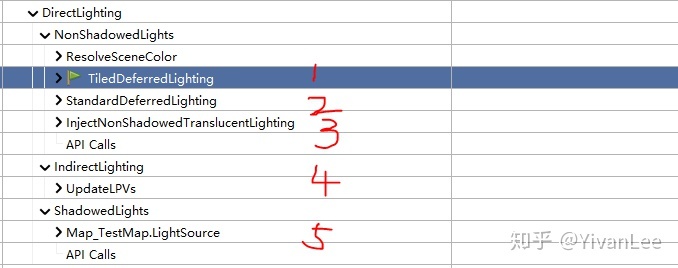 DirectLighting
NonShadowedLights
ResolveSceneColor
TiledDeferredLighting 1
StandardDeferredLighting 2
InjectNonShadowedTranslucentLighting 3
API Calls
IndirectLighting
UpdateLPVs 4
ShadowedLights
Map_TestMap.LightSource 5
API Calls
知乎 @YivanLee